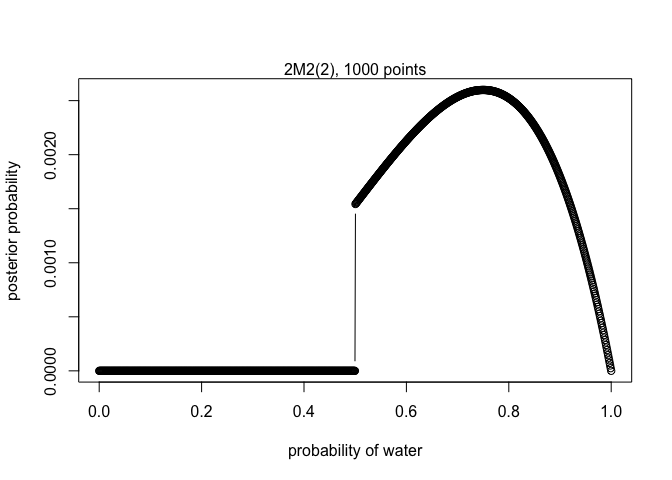 2M2(2), 1000 points
posterior probability
0.0020
0.0010
0.0000
0.0 0.2 0.4 0.6 0.8 1.0
probability of water